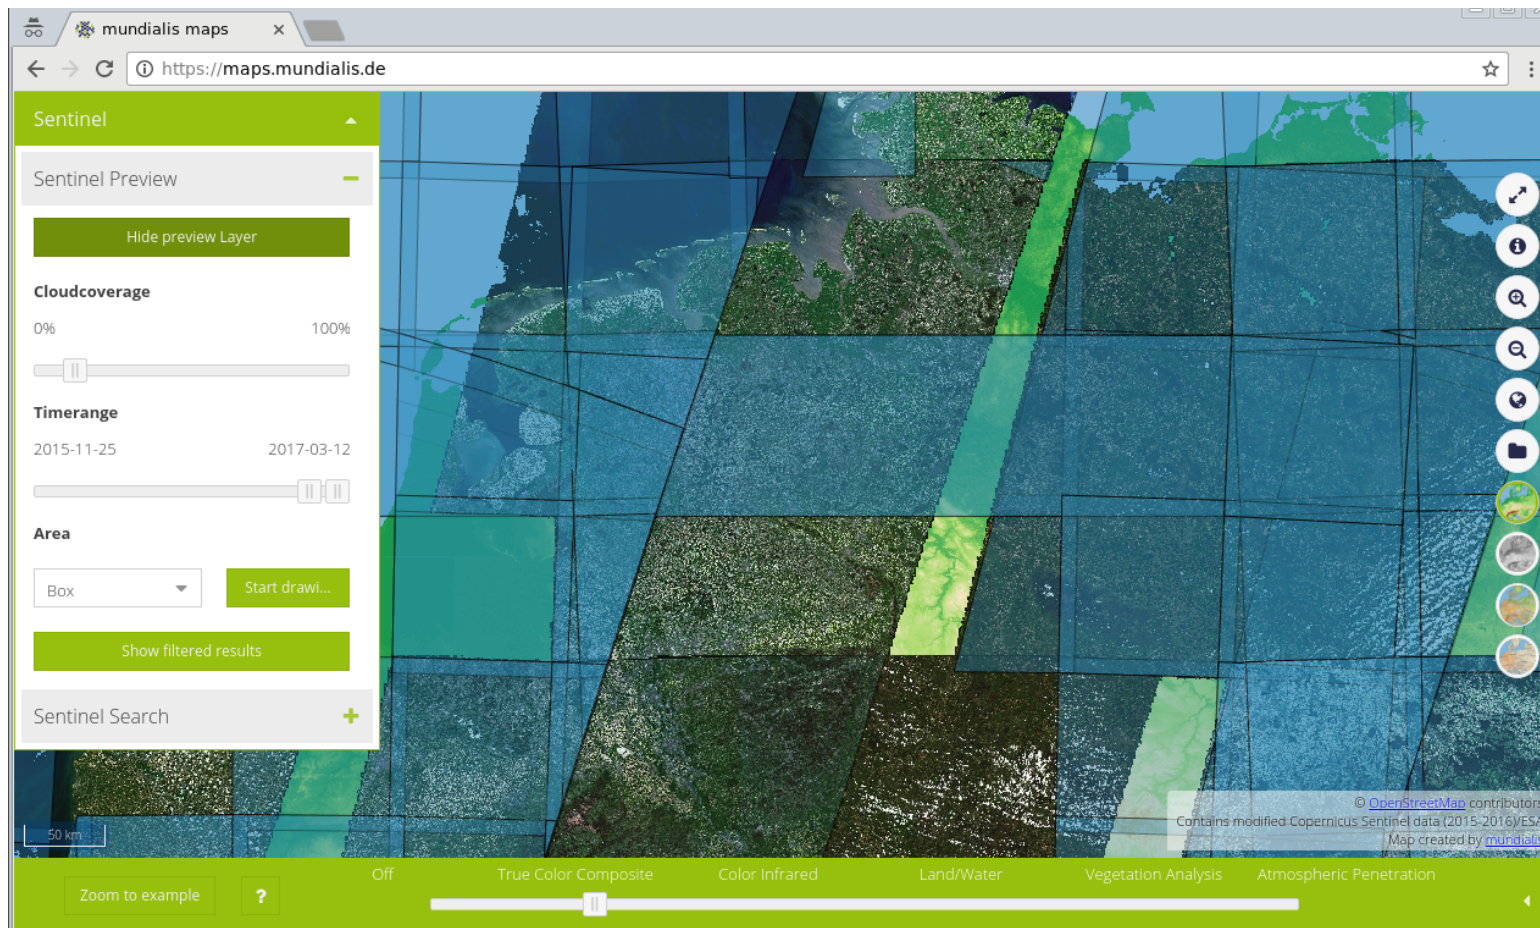 mundialis maps
https://maps.mundialis.de
Sentinel
Sentinel Preview
Hide preview Layer
Cloudcoverage
0% 100%
Timerange
2015-11-25 2017-03-12
Area
Box Start drawi...
Show filtered results
Sentinel Search
50 km
© OpenStreetMap contributors
Contains modified Copernicus Sentinel data (2015-2016)/ESA
Map created by mundialis
Off True Color Composite Color Infrared Land/Water Vegetation Analysis Atmospheric Penetration
Zoom to example ?